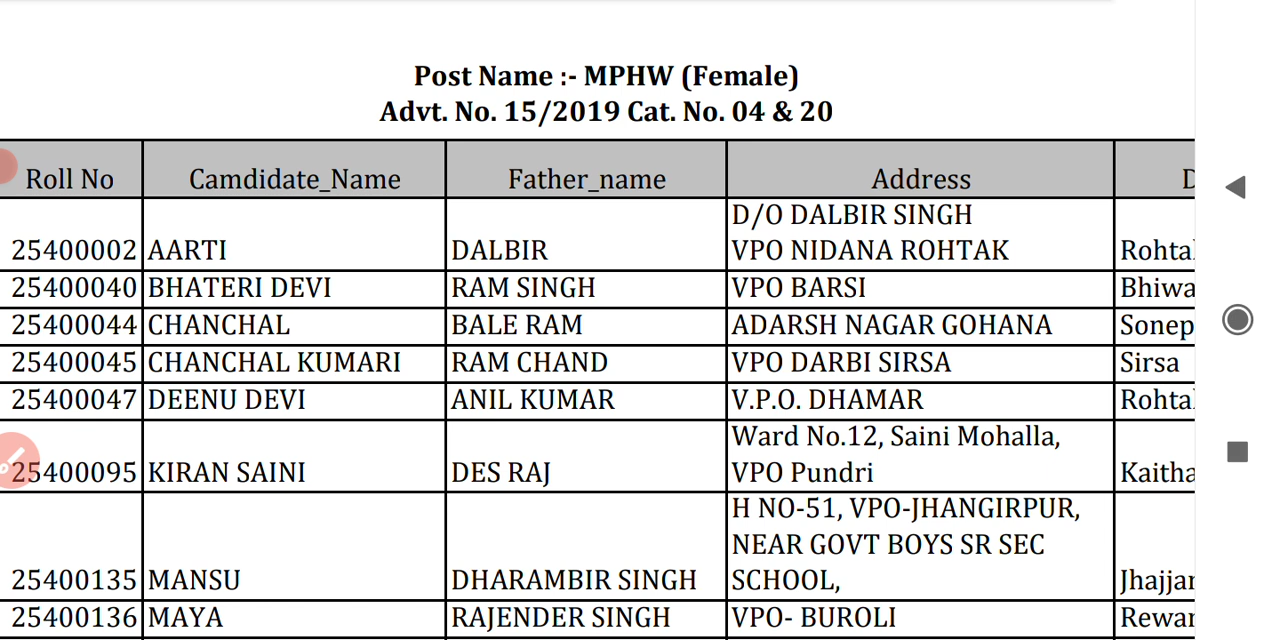 Post Name :- MPHW (Female)
Advt. No. 15/2019 Cat. No. 04 & 20
Roll No Camdidate_Name Father_name Address
D/O DALBIR SINGH
25400002 AARTI DALBIR VPO NIDANA ROHTAK
25400040 BHATERI DEVI RAM SINGH VPO BARSI
25400044 CHANCHAL BALE RAM ADARSH NAGAR GOHANA
25400045 CHANCHAL KUMARI RAM CHAND VPO DARBI SIRSA Sirsa
25400047 DEENU DEVI ANIL KUMAR V.P.O. DHAMAR
Ward No.12, Saini Mohalla,
25400095 KIRAN SAINI DES RAJ VPO Pundri
H NO-51, VPO-JHANGIRPUR,
NEAR GOVT BOYS SR SEC
25400135 MANSU DHARAMBIR SINGH SCHOOL,
25400136 MAYA RAJENDER SINGH VPO- BUROLI